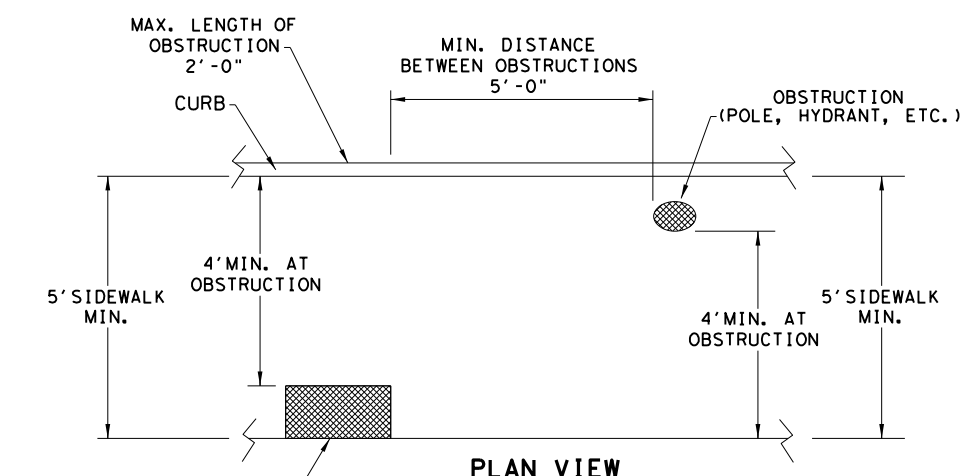 MAX. LENGTH OF
OBSTRUCTION
2'-0"
MIN. DISTANCE
BETWEEN OBSTRUCTIONS
5'-0"
CURB
OBSTRUCTION
(POLE, HYDRANT, ETC.)
4' MIN. AT
OBSTRUCTION
5' SIDEWALK
MIN.
4' MIN. AT
OBSTRUCTION
5' SIDEWALK
MIN.
PLAN VIEW